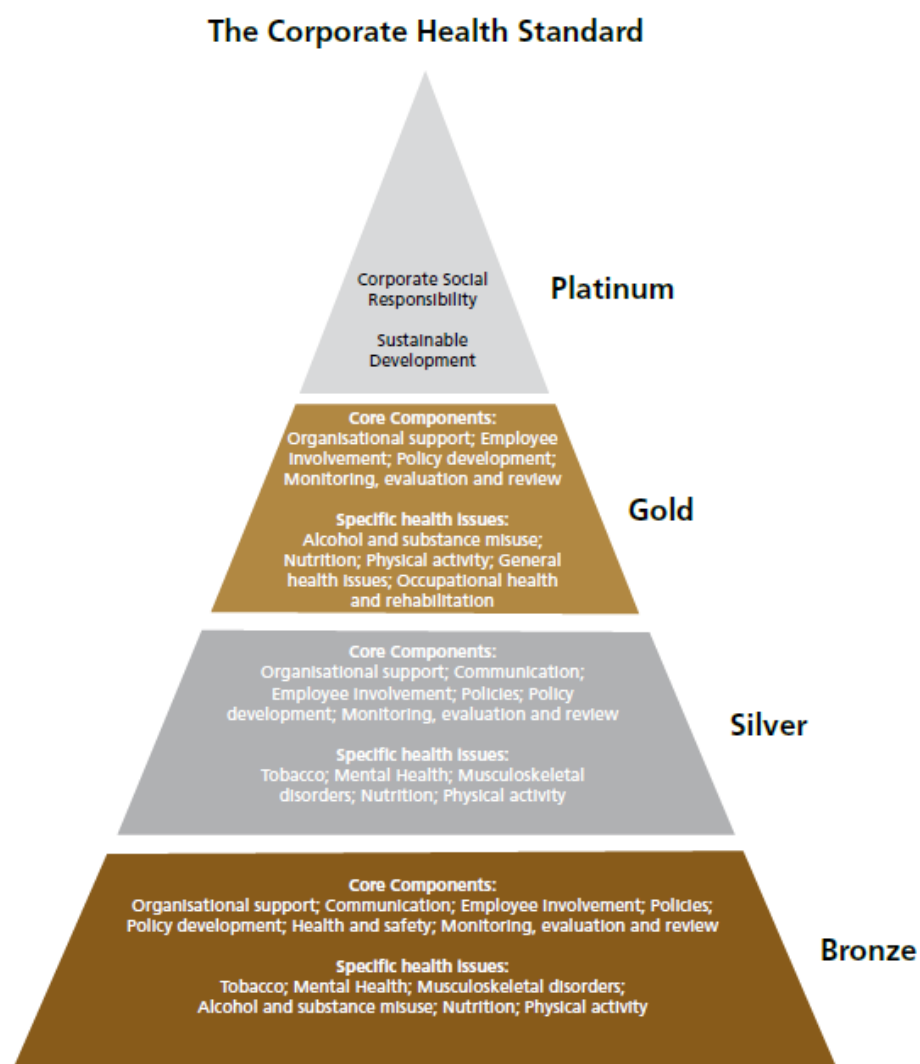 The Corporate Health Standard
Corporate Social
Responsibility
Sustainable
Development
Platinum
Core Components:
Organisational support; Employee
Involvement; Policy development;
Monitoring, evaluation and review
Specific health issues:
Alcohol and substance misuse;
Nutrition; Physical activity; General
health issues; Occupational health
and rehabilitation
Gold
Core Components:
Organisational support; Communication;
Employee Involvement; Policies; Policy
development; Monitoring, evaluation and review
Specific health issues:
Tobacco; Mental Health; Musculoskeletal
disorders; Nutrition; Physical activity
Silver
Core Components:
Organisational support; Communication; Employee Involvement; Policies;
Policy development; Health and safety; Monitoring, evaluation and review
Specific health issues:
Tobacco; Mental Health; Musculoskeletal disorders;
Alcohol and substance misuse; Nutrition; Physical activity
Bronze